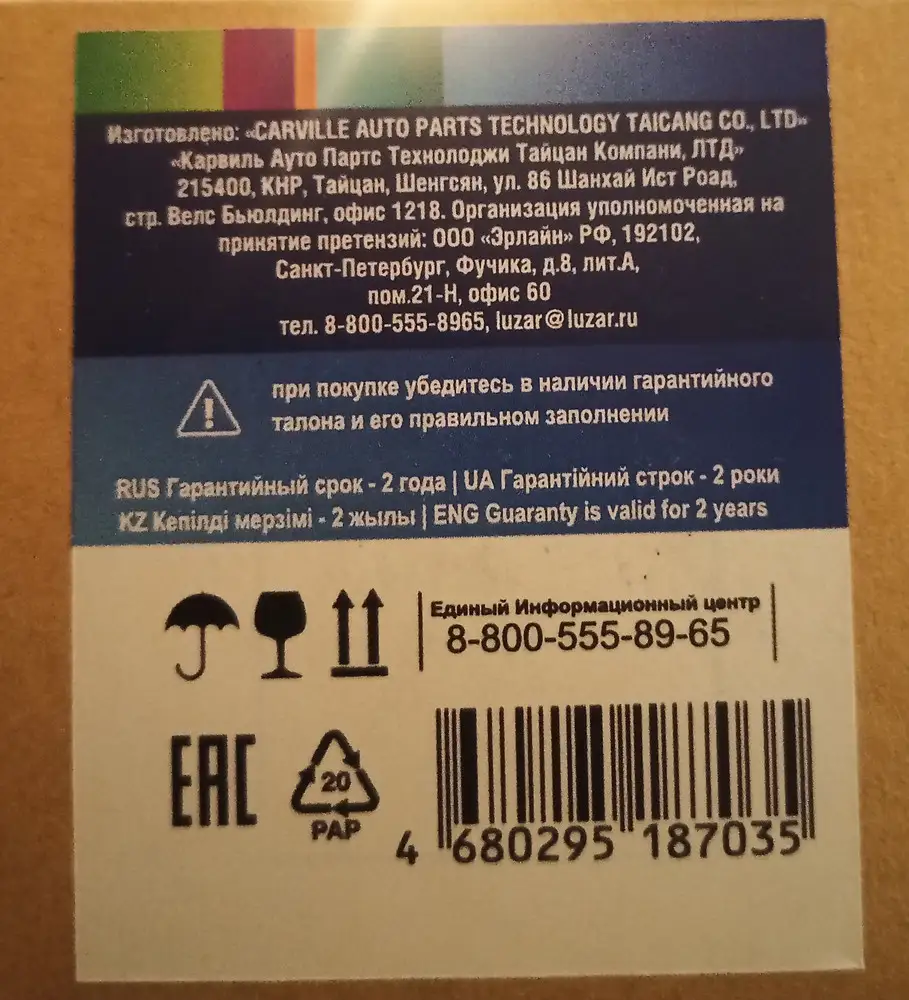 Изготовлено: «CARVILLE AUTO PARTS TECHNOLOGY TAICANG CO., LTD»
«Карвиль Ауто Партс Технолоджи Тайцан Компани, ЛТД»
215400, КНР, Тайцан, Шенгсян, ул. 86 Шанхай Ист Роад,
стр. Велс Бьюлдинг, офис 1218. Организация уполномоченная на
принятие претензий: ООО «Эрлайн» РФ, 192102,
Санкт-Петербург, Фучика, д.8, лит.А,
пом.21-Н, офис 60
тел. 8-800-555-8965, luzar@luzar.ru
при покупке убедитесь в наличии гарантийного
талона и его правильном заполнении
RUS Гарантийный срок - 2 года | UA Гарантійний строк - 2 роки
KZ Кепілді мерзімі - 2 жылы | ENG Guaranty is valid for 2 years
Единый Информационный центр
8-800-555-89-65
EAC
20
PAP
4 680295 187035